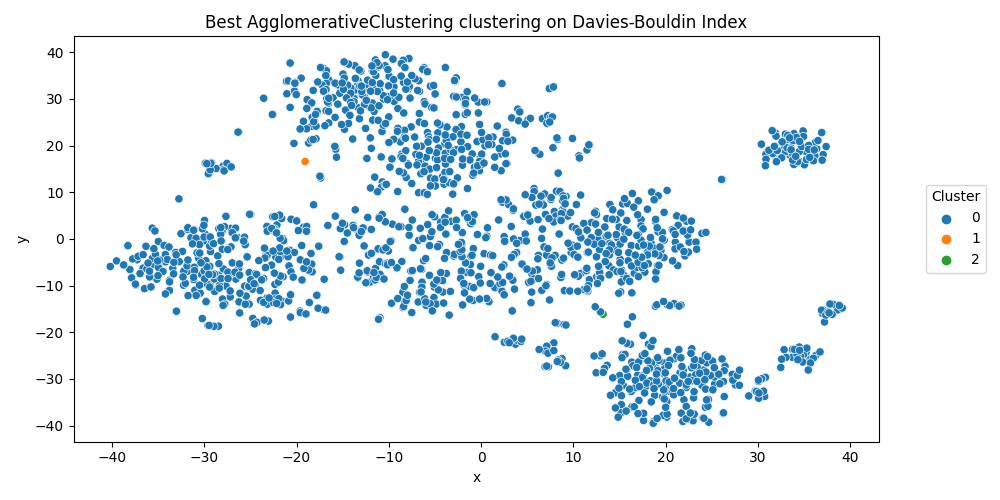 Best AgglomerativeClustering clustering on Davies-Bouldin Index
40
30
20
10
0
−10
−20
−30
−40
y
−40 −30 −20 −10 0 10 20 30 40
x
Cluster
0
1
2